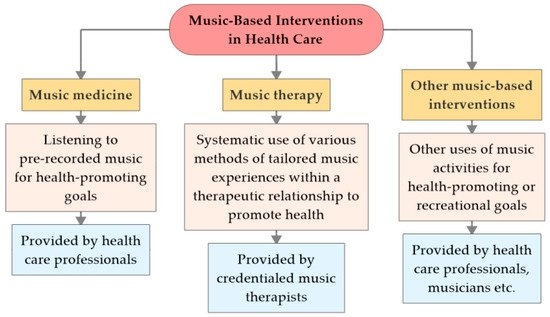 Music-Based Interventions
in Health Care
Music medicine
Listening to
pre-recorded music
for health-promoting
goals
Provided by health
care professionals
Music therapy
Systematic use of various
methods of tailored music
experiences within a
therapeutic relationship to
promote health
Provided by
credentialed music
therapists
Other music-based
interventions
Other uses of music
activities for
health-promoting or
recreational goals
Provided by health
care professionals,
musicians etc.